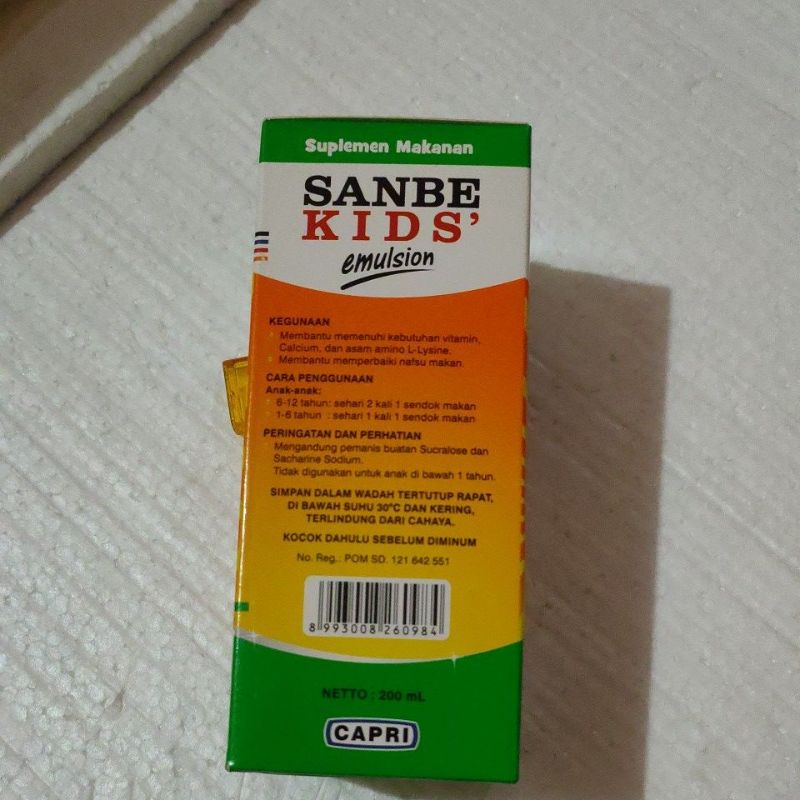 Suplemen Makanan
SANBE
KIDS'
emulsion
KEGUNAAN
Membantu memenuhi kebutuhan vitamin,
Calcium, dan asam amino L-Lysine.
Membantu memperbaiki nafsu makan.
CARA PENGGUNAAN
Anak-anak:
6-12 tahun: sehari 2 kali 1 sendok makan
1-6 tahun : sehari 1 kali 1 sendok makan
PERINGATAN DAN PERHATIAN
Mengandung pemanis buatan Sucralose dan
Sacharine Sodium.
Tidak digunakan untuk anak di bawah 1 tahun.
SIMPAN DALAM WADAH TERTUTUP RAPAT,
DI BAWAH SUHU 30°C DAN KERING,
TERLINDUNG DARI CAHAYA.
KOCOK DAHULU SEBELUM DIMINUM
No. Reg.: POM SD. 121 642 551
8 993008 260984
NETTO : 200 mL
CAPRI